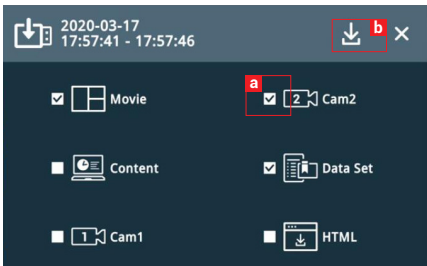 2020-03-17
17:57:41 - 17:57:46
b
a
Movie
2 Cam2
Content
Data Set
1 Cam1
HTML